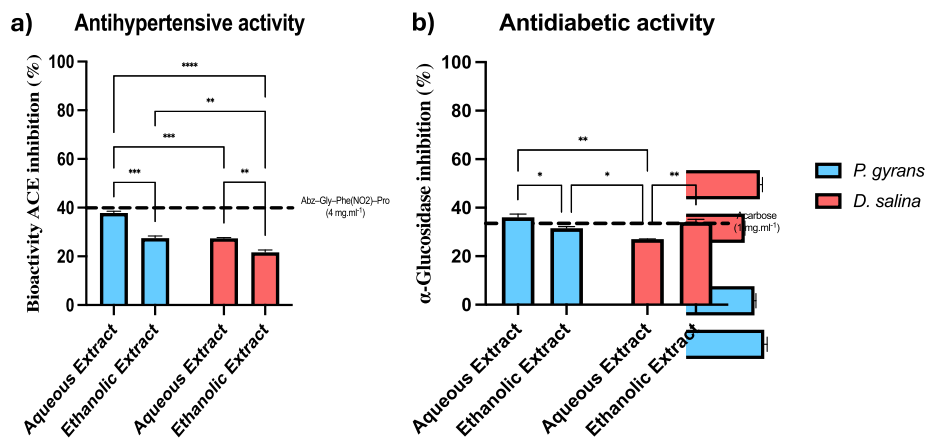 a) Antihypertensive activity
Bioactivity ACE inhibition (%)
100
80
60
40
20
0
****
**
***
***
**
Abz–Gly–Phe(NO2)–Pro
(4 mg.ml-1)
Aqueous Extract
Ethanolic Extract
Aqueous Extract
Ethanolic Extract
b) Antidiabetic activity
α-Glucosidase inhibition (%)
100
80
60
40
20
0
**
*
*
**
Acarbose
(1 mg.ml-1)
Aqueous Extract
Ethanolic Extract
Aqueous Extract
Ethanolic Extract
P. gyrans
D. salina